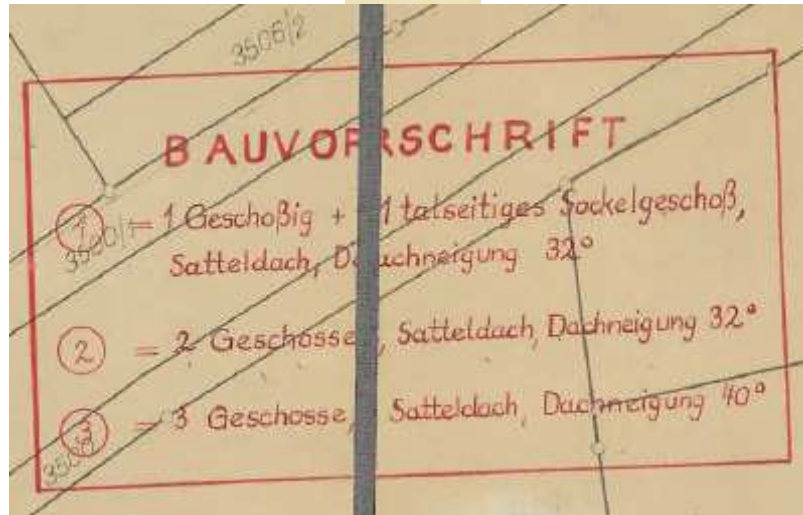 3506/2
BAUVORSCHRIFT
① = 1 Geschoßig + 1 talseitiges Sockelgeschoß,
Satteldach, Dachneigung 32°
② = 2 Geschosse, Satteldach, Dachneigung 32°
③ = 3 Geschosse, Satteldach, Dachneigung 40°